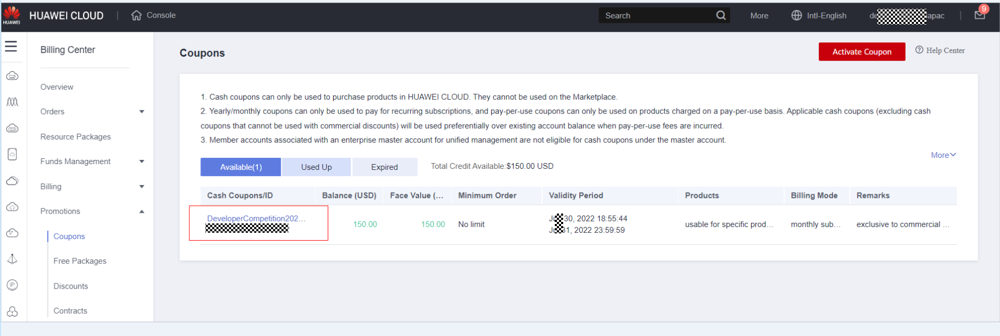 HUAWEI
HUAWEI CLOUD
Console
Search
More
Intl-English
de
apac
9
Billing Center
Overview
Orders
Resource Packages
Funds Management
Billing
Promotions
Coupons
Free Packages
Discounts
Contracts
IP
Coupons
Activate Coupon
? Help Center
1. Cash coupons can only be used to purchase products in HUAWEI CLOUD. They cannot be used on the Marketplace.
2. Yearly/monthly coupons can only be used to pay for recurring subscriptions, and pay-per-use coupons can only be used on products charged on a pay-per-use basis. Applicable cash coupons (excluding cash
coupons that cannot be used with commercial discounts) will be used preferentially over existing account balance when pay-per-use fees are incurred.
3. Member accounts associated with an enterprise master account for unified management are not eligible for cash coupons under the master account.
More
Available(1) Used Up Expired Total Credit Available:$150.00 USD
Cash Coupons/ID Balance (USD) Face Value (... Minimum Order Validity Period Products Billing Mode Remarks
DeveloperCompetition202...
150.00 150.00 No limit
30, 2022 18:55:44
31, 2022 23:59:59
usable for specific prod... monthly sub... exclusive to commercial ...